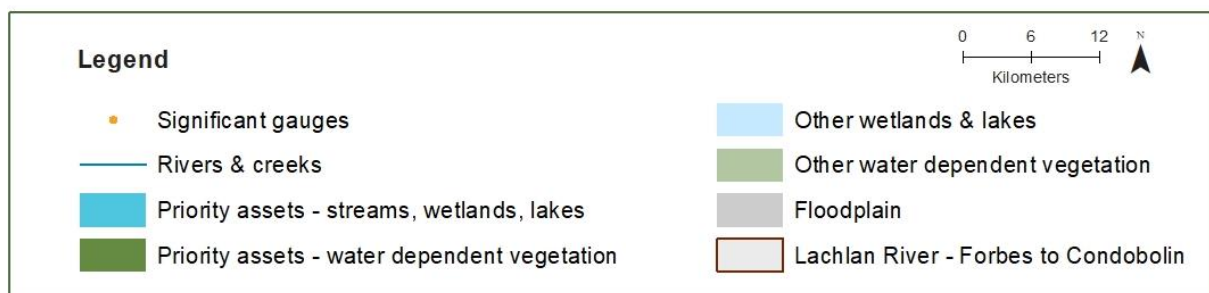 Legend
0 6 12
N
Kilometers
Significant gauges
Rivers & creeks
Priority assets - streams, wetlands, lakes
Priority assets - water dependent vegetation
Other wetlands & lakes
Other water dependent vegetation
Floodplain
Lachlan River - Forbes to Condobolin